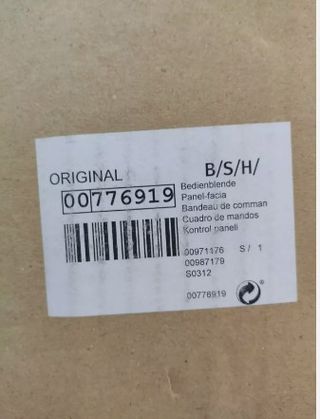 ORIGINAL
B/S/H/
00776919
Bedienblende
Panel-facia
Bandeau de comman
Cuadro de mandos
Kontrol paneli
00971176 S / 1
00987179
S0312
00776919